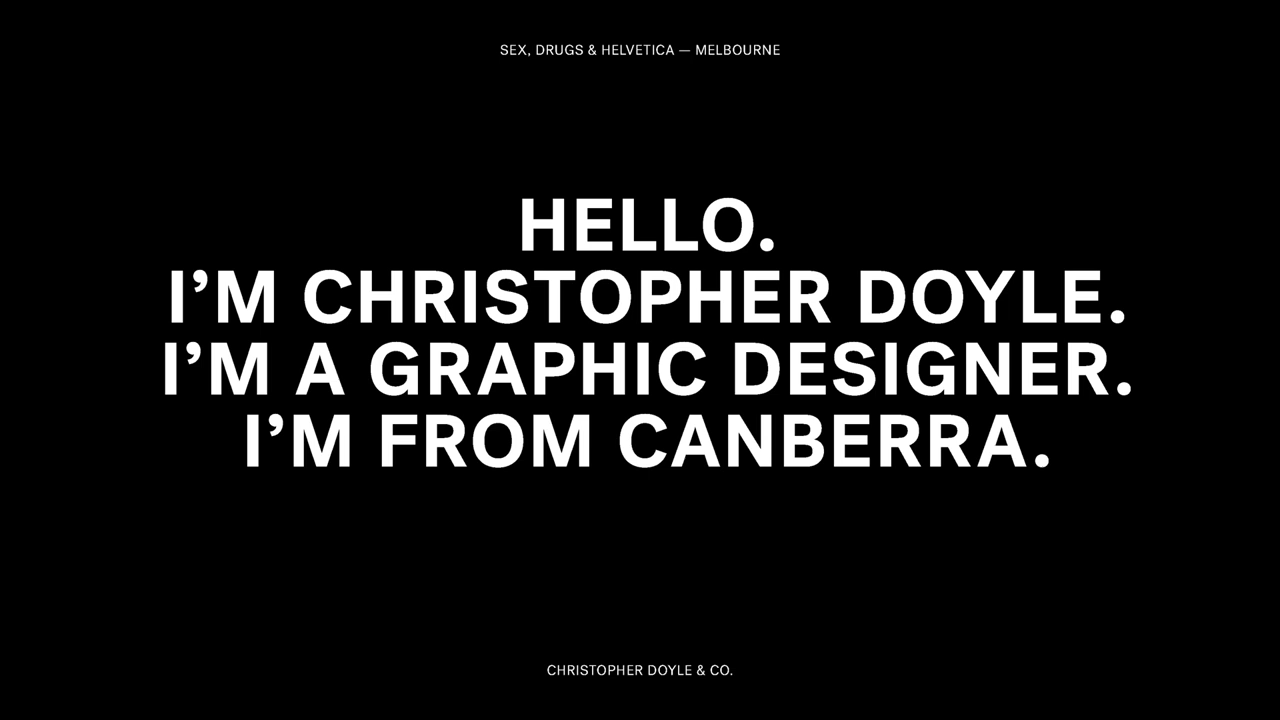 SEX, DRUGS & HELVETICA — MELBOURNE
HELLO.
I’M CHRISTOPHER DOYLE.
I’M A GRAPHIC DESIGNER.
I’M FROM CANBERRA.
CHRISTOPHER DOYLE & CO.